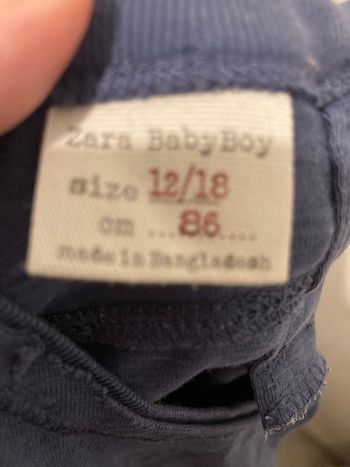 Zara BabyBoy
size 12/18
cm ...86....
made in Bangladesh